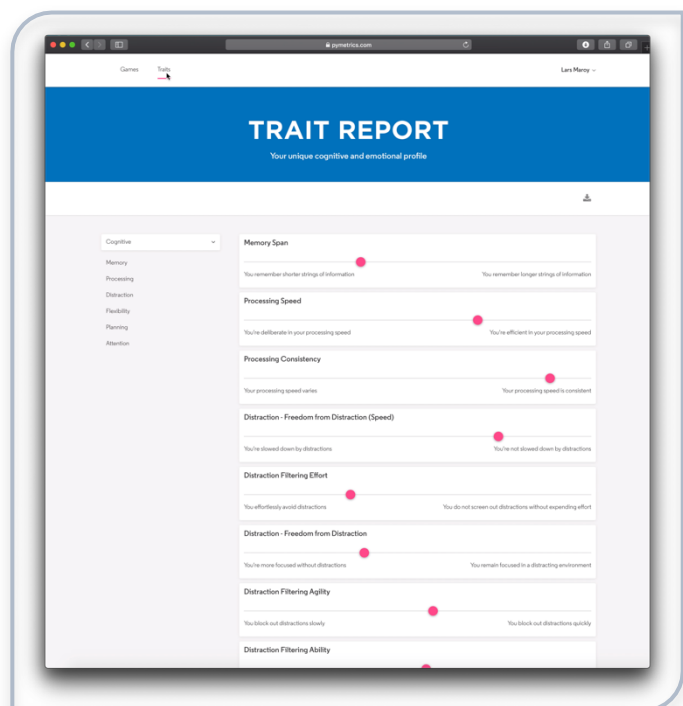 pymetrics.com
Games Traits Lars Maroy
TRAIT REPORT
Your unique cognitive and emotional profile
Cognitive
Memory
Processing
Distraction
Flexibility
Planning
Attention
Memory Span
You remember shorter strings of information You remember longer strings of information
Processing Speed
You're deliberate in your processing speed You're efficient in your processing speed
Processing Consistency
Your processing speed varies Your processing speed is consistent
Distraction - Freedom from Distraction (Speed)
You're slowed down by distractions You're not slowed down by distractions
Distraction Filtering Effort
You effortlessly avoid distractions You do not screen out distractions without expending effort
Distraction - Freedom from Distraction
You're more focused without distractions You remain focused in a distracting environment
Distraction Filtering Agility
You block out distractions slowly You block out distractions quickly
Distraction Filtering Ability